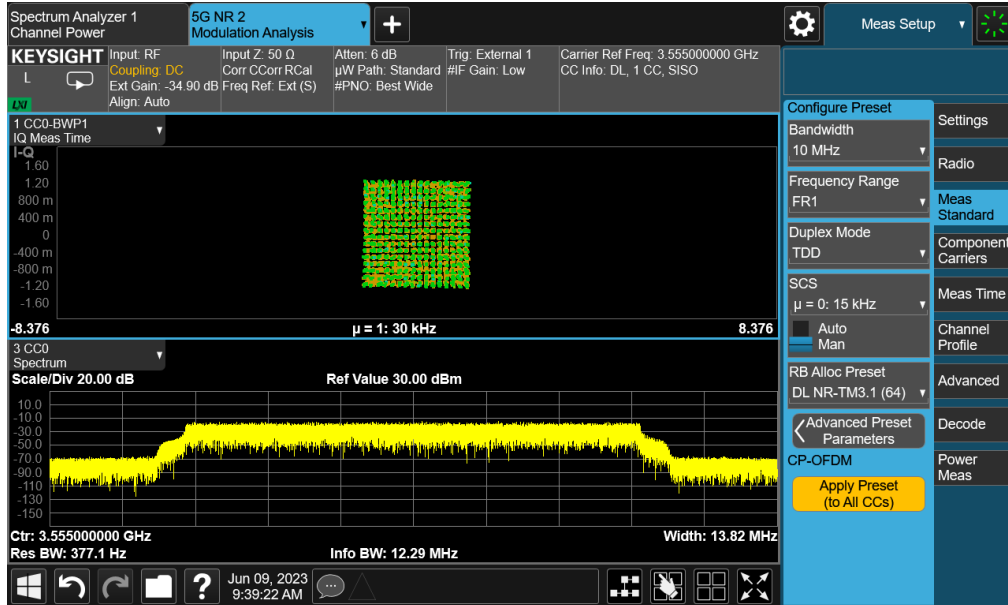 Spectrum Analyzer 1
Channel Power
5G NR 2
Modulation Analysis
Meas Setup
KEYSIGHT
L
LXI
Input: RF
Coupling: DC
Ext Gain: -34.90 dB
Align: Auto
Input Z: 50 Ω
Corr CCorr RCal
Freq Ref: Ext (S)
Atten: 6 dB
µW Path: Standard
#PNO: Best Wide
Trig: External 1
#IF Gain: Low
Carrier Ref Freq: 3.555000000 GHz
CC Info: DL, 1 CC, SISO
1 CC0-BWP1
IQ Meas Time
I-Q
1.60
1.20
800 m
400 m
0
-400 m
-800 m
-1.20
-1.60
-8.376
µ = 1: 30 kHz
8.376
3 CC0
Spectrum
Scale/Div 20.00 dB
Ref Value 30.00 dBm
10.0
-10.0
-30.0
-50.0
-70.0
-90.0
-110
-130
-150
Ctr: 3.555000000 GHz
Width: 13.82 MHz
Res BW: 377.1 Hz
Info BW: 12.29 MHz
Configure Preset
Bandwidth
10 MHz
Frequency Range
FR1
Duplex Mode
TDD
SCS
µ = 0: 15 kHz
Auto
Man
RB Alloc Preset
DL NR-TM3.1 (64)
Advanced Preset
Parameters
CP-OFDM
Apply Preset
(to All CCs)
Settings
Radio
Meas
Standard
Component
Carriers
Meas Time
Channel
Profile
Advanced
Decode
Power
Meas
?
Jun 09, 2023
9:39:22 AM